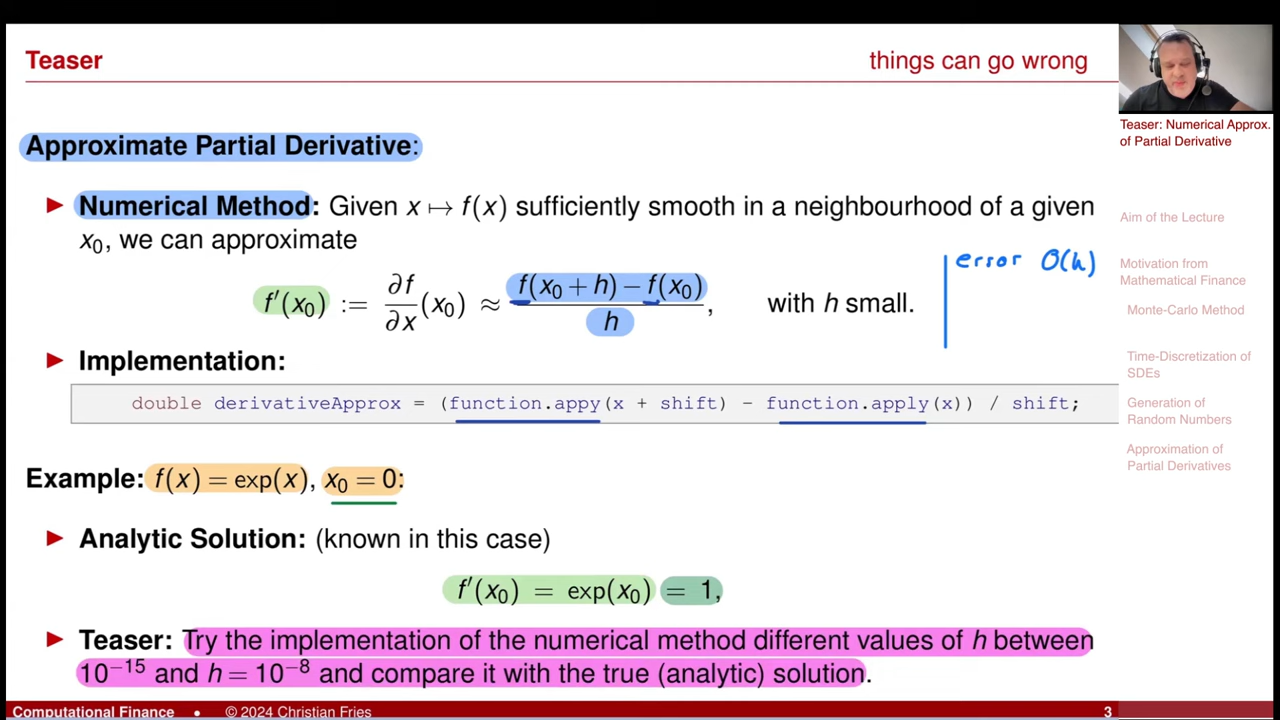 Teaser
things can go wrong
Approximate Partial Derivative:
► Numerical Method: Given x ↦ f(x) sufficiently smooth in a neighbourhood of a given
x₀, we can approximate
f′(x₀) := ∂f/∂x (x₀) ≈ (f(x₀ + h) − f(x₀))/h, with h small.
error O(h)
► Implementation:
double derivativeApprox = (function.appy(x + shift) - function.apply(x)) / shift;
Example: f(x) = exp(x), x₀ = 0:
► Analytic Solution: (known in this case)
f′(x₀) = exp(x₀) = 1,
► Teaser: Try the implementation of the numerical method different values of h between
10⁻¹⁵ and h = 10⁻⁸ and compare it with the true (analytic) solution.
Computational Finance • © 2024 Christian Fries 3
Teaser: Numerical Approx.
of Partial Derivative
Aim of the Lecture
Motivation from
Mathematical Finance
Monte-Carlo Method
Time-Discretization of
SDEs
Generation of
Random Numbers
Approximation of
Partial Derivatives